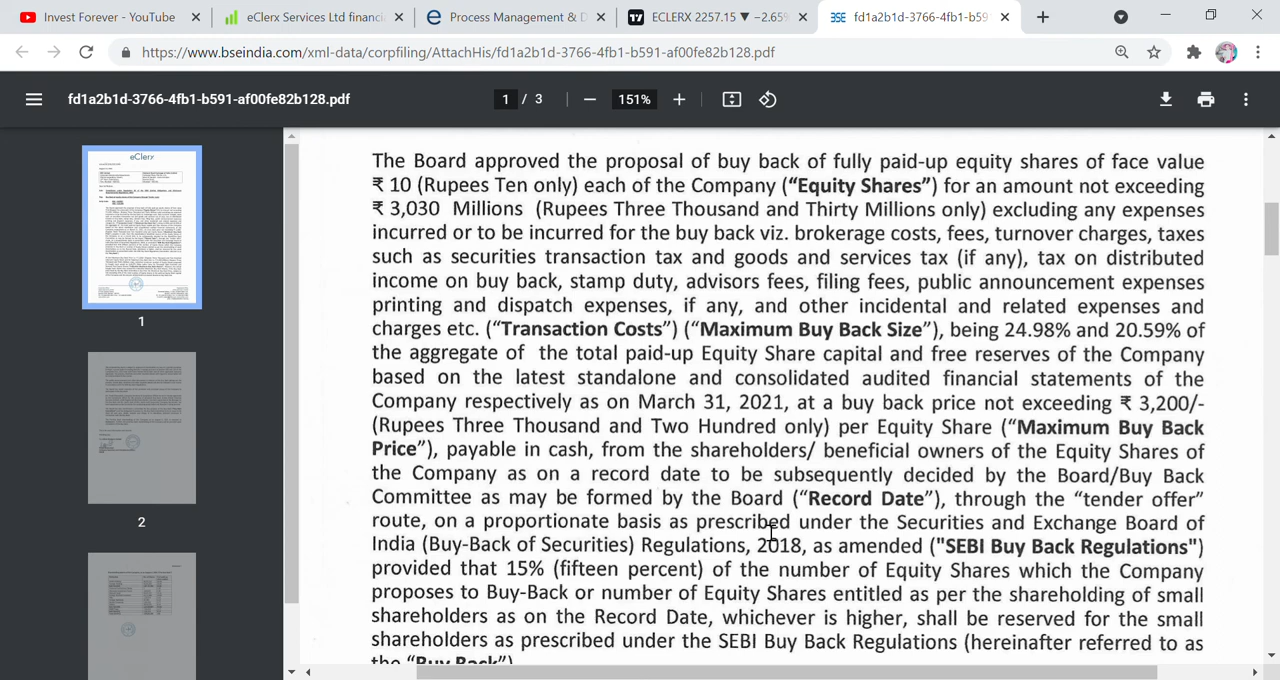 Invest Forever - YouTube
eClerx Services Ltd financi
Process Management & D
ECLERX 2257.15 ▼ −2.65%
fd1a2b1d-3766-4fb1-b591
https://www.bseindia.com/xml-data/corpfiling/AttachHis/fd1a2b1d-3766-4fb1-b591-af00fe82b128.pdf
fd1a2b1d-3766-4fb1-b591-af00fe82b128.pdf
1 / 3
151%
eClerx
1
2
The Board approved the proposal of buy back of fully paid-up equity shares of face value
₹ 10 (Rupees Ten only) each of the Company (“Equity Shares”) for an amount not exceeding
₹ 3,030 Millions (Rupees Three Thousand and Thirty Millions only) excluding any expenses
incurred or to be incurred for the buy back viz. brokerage costs, fees, turnover charges, taxes
such as securities transaction tax and goods and services tax (if any), tax on distributed
income on buy back, stamp duty, advisors fees, filing fees, public announcement expenses
printing and dispatch expenses, if any, and other incidental and related expenses and
charges etc. (“Transaction Costs”) (“Maximum Buy Back Size”), being 24.98% and 20.59% of
the aggregate of the total paid-up Equity Share capital and free reserves of the Company
based on the latest standalone and consolidated audited financial statements of the
Company respectively as on March 31, 2021, at a buy back price not exceeding ₹ 3,200/-
(Rupees Three Thousand and Two Hundred only) per Equity Share (“Maximum Buy Back
Price”), payable in cash, from the shareholders/ beneficial owners of the Equity Shares of
the Company as on a record date to be subsequently decided by the Board/Buy Back
Committee as may be formed by the Board (“Record Date”), through the “tender offer”
route, on a proportionate basis as prescribed under the Securities and Exchange Board of
India (Buy-Back of Securities) Regulations, 2018, as amended ("SEBI Buy Back Regulations")
provided that 15% (fifteen percent) of the number of Equity Shares which the Company
proposes to Buy-Back or number of Equity Shares entitled as per the shareholding of small
shareholders as on the Record Date, whichever is higher, shall be reserved for the small
shareholders as prescribed under the SEBI Buy Back Regulations (hereinafter referred to as
the “Buy Back”)